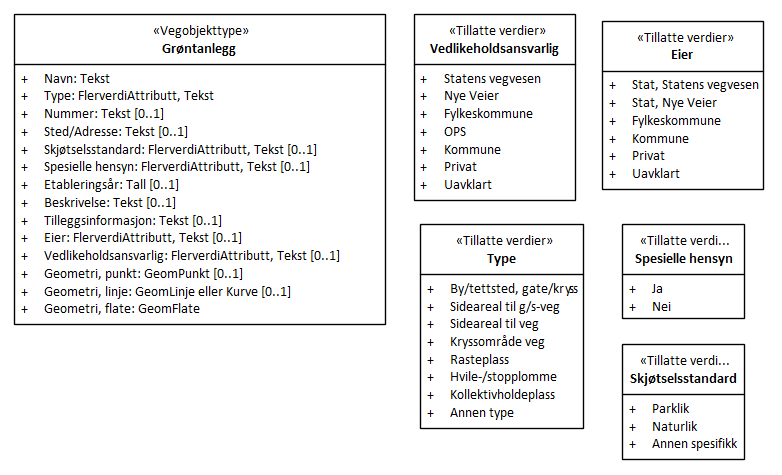 «Vegobjekttype»
Grøntanlegg
+ Navn: Tekst
+ Type: FlerverdiAttributt, Tekst
+ Nummer: Tekst [0..1]
+ Sted/Adresse: Tekst [0..1]
+ Skjøtselsstandard: FlerverdiAttributt, Tekst [0..1]
+ Spesielle hensyn: FlerverdiAttributt, Tekst [0..1]
+ Etableringsår: Tall [0..1]
+ Beskrivelse: Tekst [0..1]
+ Tilleggsinformasjon: Tekst [0..1]
+ Eier: FlerverdiAttributt, Tekst [0..1]
+ Vedlikeholdsansvarlig: FlerverdiAttributt, Tekst [0..1]
+ Geometri, punkt: GeomPunkt [0..1]
+ Geometri, linje: GeomLinje eller Kurve [0..1]
+ Geometri, flate: GeomFlate
«Tillatte verdier»
Vedlikeholdsansvarlig
+ Statens vegvesen
+ Nye Veier
+ Fylkeskommune
+ OPS
+ Kommune
+ Privat
+ Uavklart
«Tillatte verdier»
Eier
+ Stat, Statens vegvesen
+ Stat, Nye Veier
+ Fylkeskommune
+ Kommune
+ Privat
+ Uavklart
«Tillatte verdier»
Type
+ By/tettsted, gate/kryss
+ Sideareal til g/s-veg
+ Sideareal til veg
+ Kryssområde veg
+ Rasteplass
+ Hvile-/stopplomme
+ Kollektivholdeplass
+ Annen type
«Tillatte verdi...
Spesielle hensyn
+ Ja
+ Nei
«Tillatte verdi...
Skjøtselsstandard
+ Parklik
+ Naturlik
+ Annen spesifikk